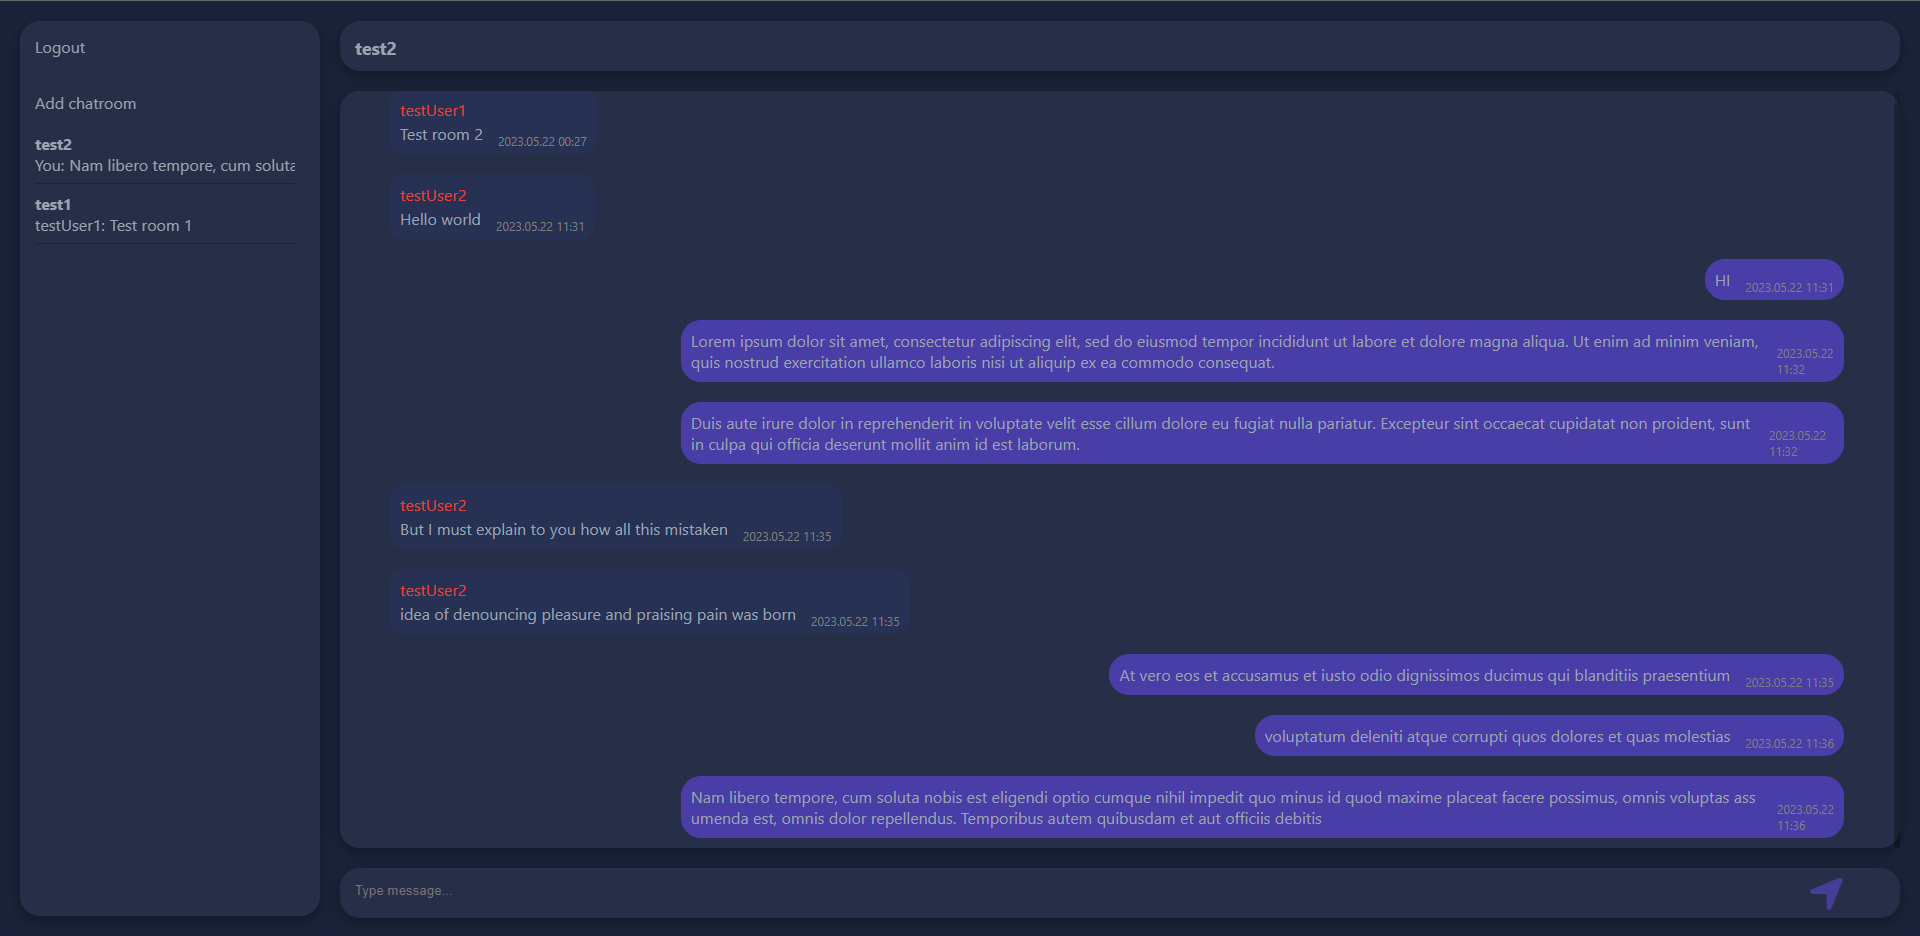 Logout
Add chatroom
test2
You: Nam libero tempore, cum soluta
test1
testUser1: Test room 1
test2
testUser1
Test room 2 2023.05.22 00:27
testUser2
Hello world 2023.05.22 11:31
HI 2023.05.22 11:31
Lorem ipsum dolor sit amet, consectetur adipiscing elit, sed do eiusmod tempor incididunt ut labore et dolore magna aliqua. Ut enim ad minim veniam,
quis nostrud exercitation ullamco laboris nisi ut aliquip ex ea commodo consequat.
2023.05.22
11:32
Duis aute irure dolor in reprehenderit in voluptate velit esse cillum dolore eu fugiat nulla pariatur. Excepteur sint occaecat cupidatat non proident, sunt
in culpa qui officia deserunt mollit anim id est laborum.
2023.05.22
11:32
testUser2
But I must explain to you how all this mistaken 2023.05.22 11:35
testUser2
idea of denouncing pleasure and praising pain was born 2023.05.22 11:35
At vero eos et accusamus et iusto odio dignissimos ducimus qui blanditiis praesentium 2023.05.22 11:35
voluptatum deleniti atque corrupti quos dolores et quas molestias 2023.05.22 11:36
Nam libero tempore, cum soluta nobis est eligendi optio cumque nihil impedit quo minus id quod maxime placeat facere possimus, omnis voluptas ass
umenda est, omnis dolor repellendus. Temporibus autem quibusdam et aut officiis debitis
2023.05.22
11:36
Type message...